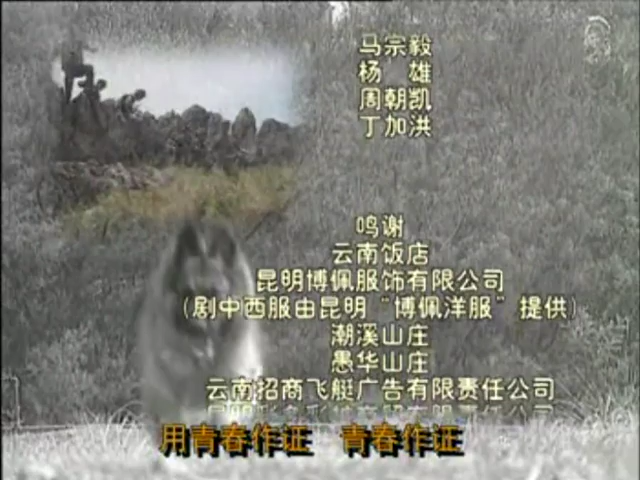 马宗毅
杨 雄
周朝凯
丁加洪
鸣谢
云南饭店
昆明博佩服饰有限公司
(剧中西服由昆明“博佩洋服”提供)
潮溪山庄
愚华山庄
云南招商飞艇广告有限责任公司
用青春作证 青春作证